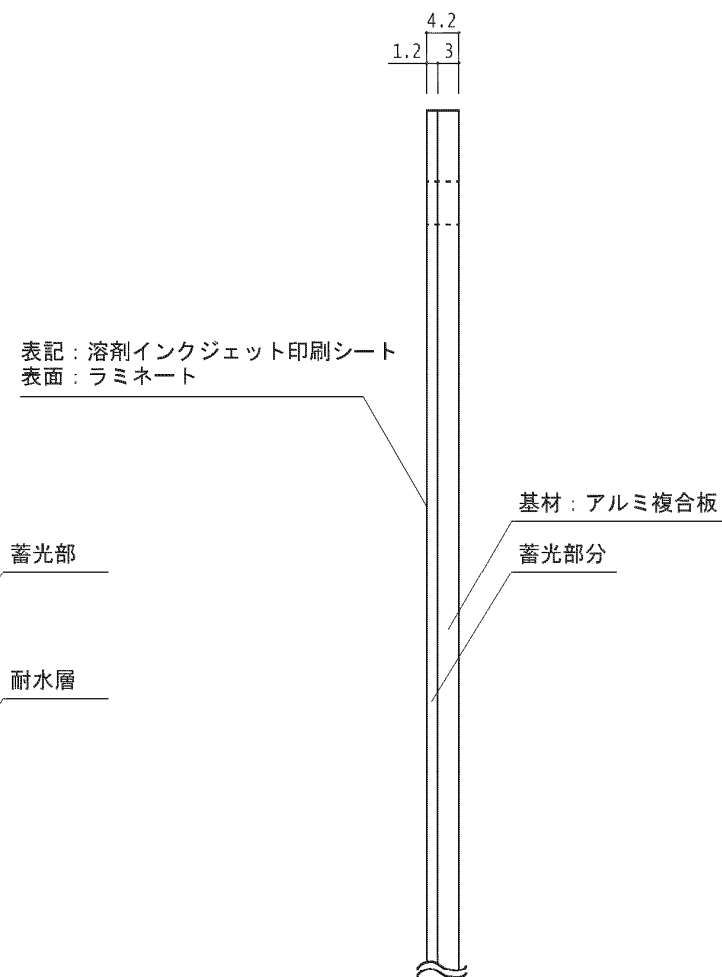 4.2
1.2 3
表記：溶剤インクジェット印刷シート
表面：ラミネート
基材：アルミ複合板
蓄光部
蓄光部分
耐水層